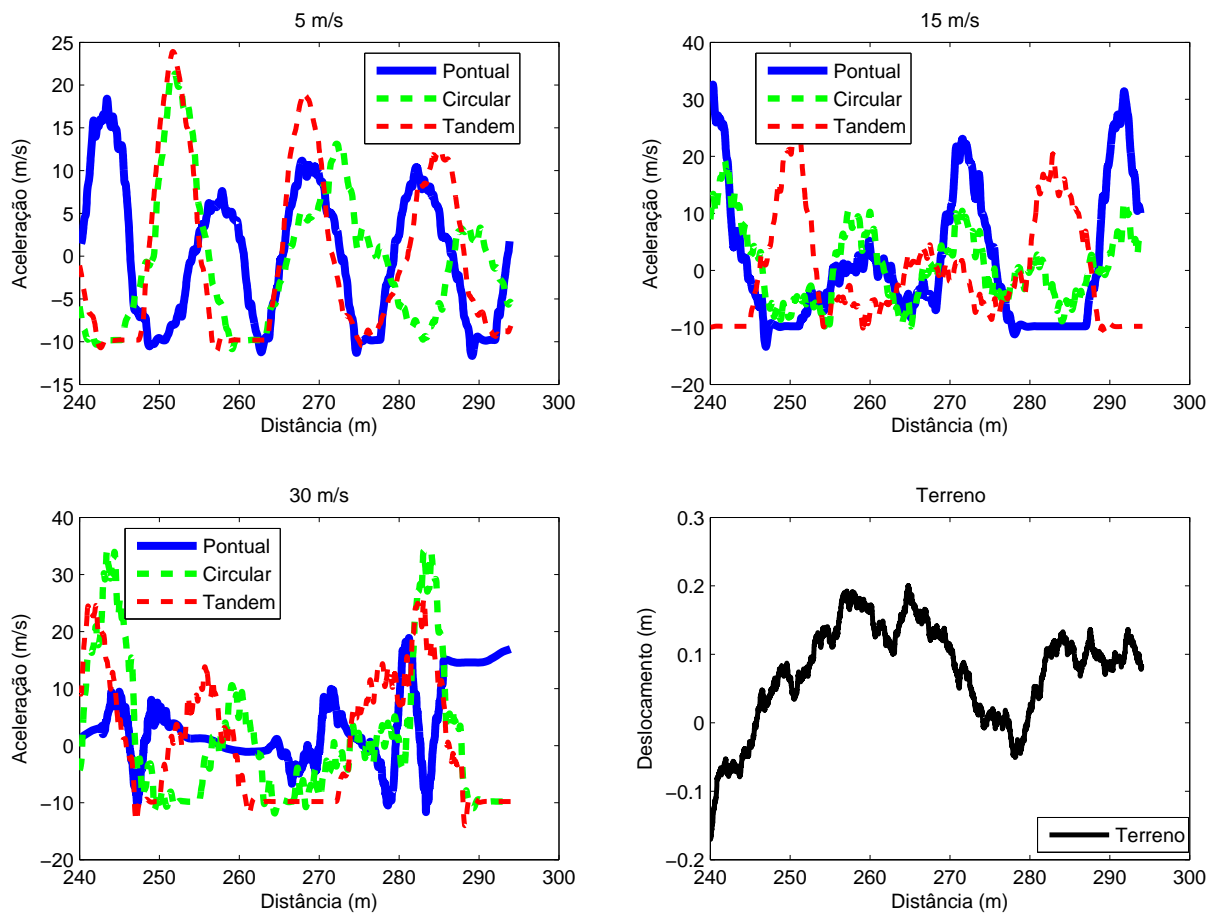 5 m/s
25
20
15
10
5
0
−5
−10
−15
240 250 260 270 280 290 300
Aceleração (m/s)
Distância (m)
Pontual
Circular
Tandem
15 m/s
40
30
20
10
0
−10
−20
240 250 260 270 280 290 300
Aceleração (m/s)
Distância (m)
Pontual
Circular
Tandem
30 m/s
40
30
20
10
0
−10
−20
240 250 260 270 280 290 300
Aceleração (m/s)
Distância (m)
Pontual
Circular
Tandem
Terreno
0.3
0.2
0.1
0
−0.1
−0.2
240 250 260 270 280 290 300
Deslocamento (m)
Distância (m)
Terreno